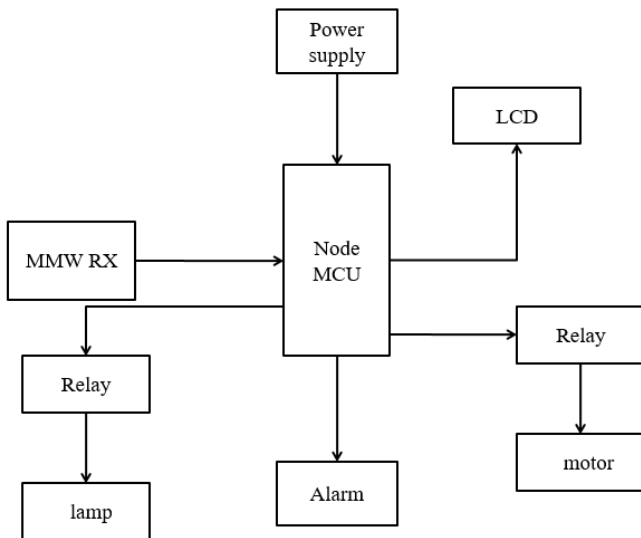 Power
supply
LCD
MMW RX
Node
MCU
Relay
Relay
lamp
Alarm
motor